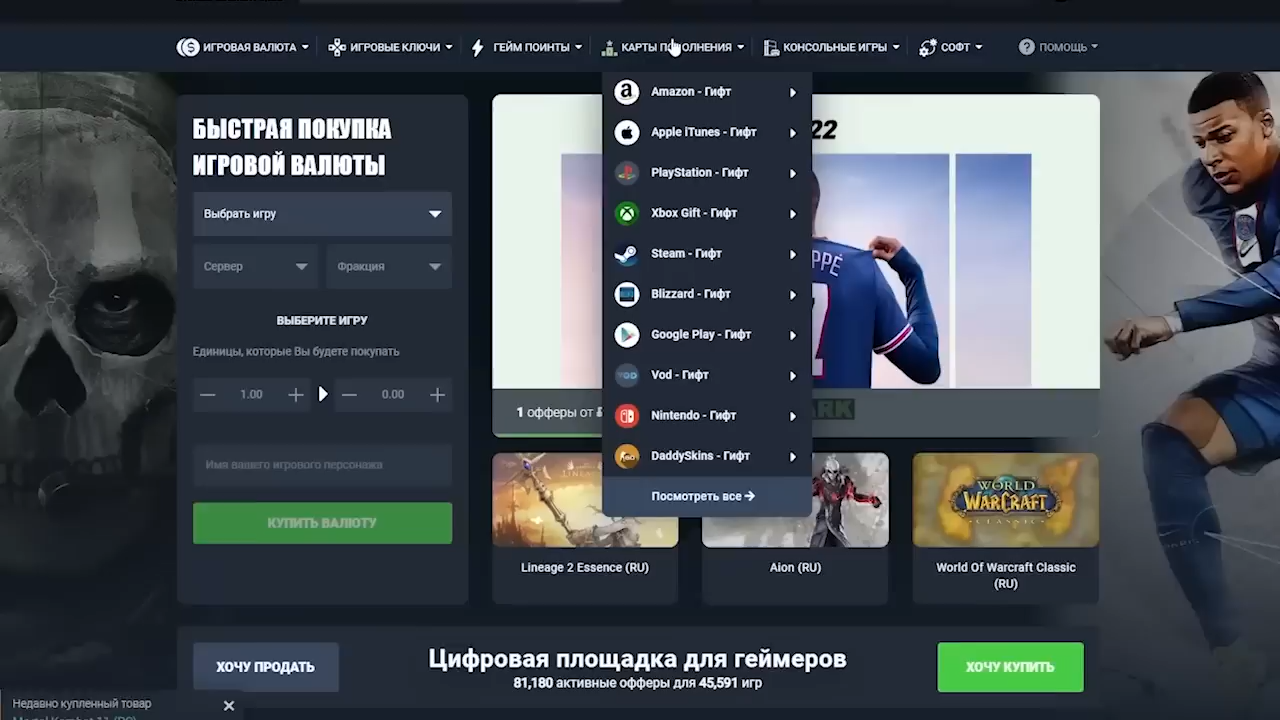 ИГРОВАЯ ВАЛЮТА
ИГРОВЫЕ КЛЮЧИ
ГЕЙМ ПОИНТЫ
КАРТЫ ПОПОЛНЕНИЯ
КОНСОЛЬНЫЕ ИГРЫ
СОФТ
ПОМОЩЬ
БЫСТРАЯ ПОКУПКА
ИГРОВОЙ ВАЛЮТЫ
Выбрать игру
Сервер
Фракция
ВЫБЕРИТЕ ИГРУ
Единицы, которые Вы будете покупать
1.00
0.00
Имя вашего игрового персонажа
КУПИТЬ ВАЛЮТУ
Amazon - Гифт
Apple iTunes - Гифт
PlayStation - Гифт
Xbox Gift - Гифт
Steam - Гифт
Blizzard - Гифт
Google Play - Гифт
Vod - Гифт
Nintendo - Гифт
DaddySkins - Гифт
Посмотреть все →
22
1 офферы от
WORLD
WARCRAFT
CLASSIC
Lineage 2 Essence (RU)
Aion (RU)
World Of Warcraft Classic
(RU)
ХОЧУ ПРОДАТЬ
Цифровая площадка для геймеров
81,180 активные офферы для 45,591 игр
ХОЧУ КУПИТЬ
Недавно купленный товар